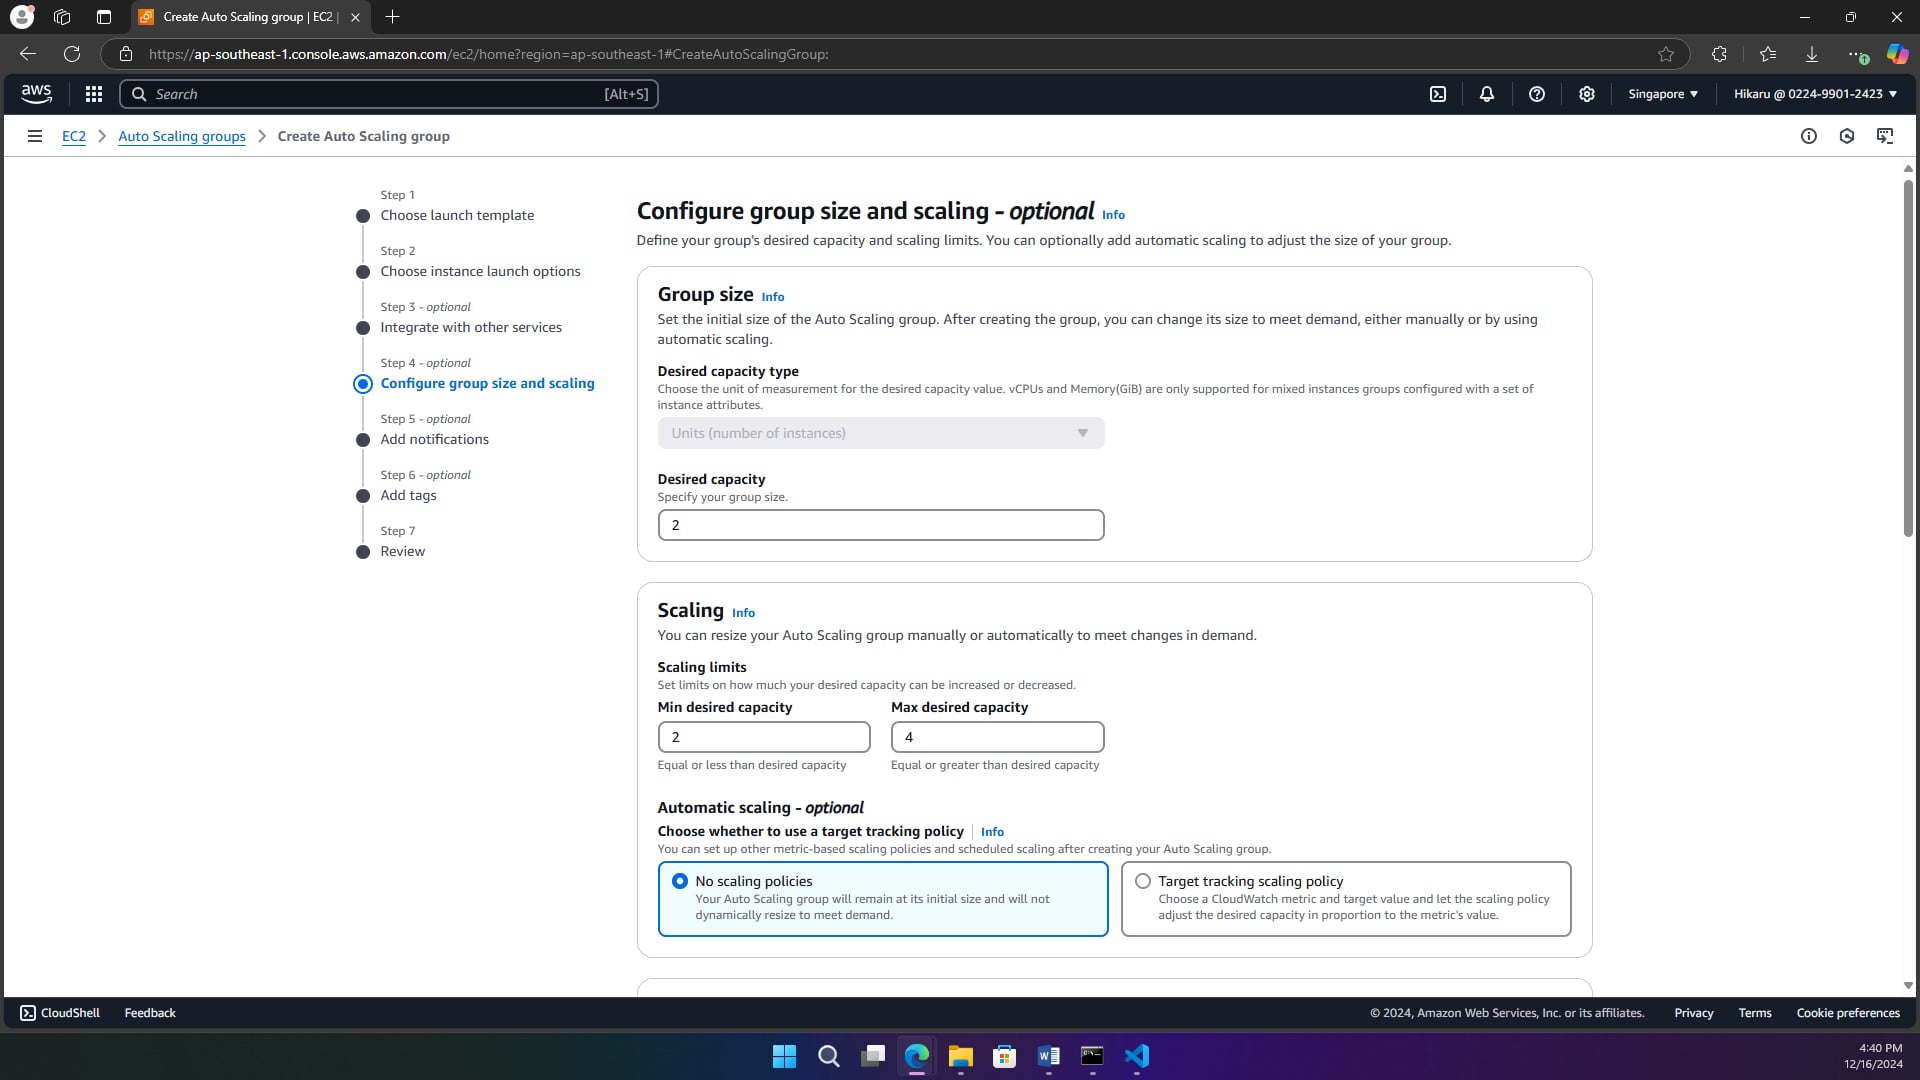 Create Auto Scaling group | EC2 |
https://ap-southeast-1.console.aws.amazon.com/ec2/home?region=ap-southeast-1#CreateAutoScalingGroup:
aws
Search
[Alt+S]
Singapore
Hikaru @ 0224-9901-2423
EC2
Auto Scaling groups
Create Auto Scaling group
Step 1
Choose launch template
Step 2
Choose instance launch options
Step 3 - optional
Integrate with other services
Step 4 - optional
Configure group size and scaling
Step 5 - optional
Add notifications
Step 6 - optional
Add tags
Step 7
Review
Configure group size and scaling - optional Info
Define your group's desired capacity and scaling limits. You can optionally add automatic scaling to adjust the size of your group.
Group size Info
Set the initial size of the Auto Scaling group. After creating the group, you can change its size to meet demand, either manually or by using
automatic scaling.
Desired capacity type
Choose the unit of measurement for the desired capacity value. vCPUs and Memory(GiB) are only supported for mixed instances groups configured with a set of
instance attributes.
Units (number of instances)
Desired capacity
Specify your group size.
2
Scaling Info
You can resize your Auto Scaling group manually or automatically to meet changes in demand.
Scaling limits
Set limits on how much your desired capacity can be increased or decreased.
Min desired capacity
Max desired capacity
2
4
Equal or less than desired capacity
Equal or greater than desired capacity
Automatic scaling - optional
Choose whether to use a target tracking policy Info
You can set up other metric-based scaling policies and scheduled scaling after creating your Auto Scaling group.
No scaling policies
Your Auto Scaling group will remain at its initial size and will not
dynamically resize to meet demand.
Target tracking scaling policy
Choose a CloudWatch metric and target value and let the scaling policy
adjust the desired capacity in proportion to the metric's value.
CloudShell
Feedback
© 2024, Amazon Web Services, Inc. or its affiliates.
Privacy
Terms
Cookie preferences
4:40 PM
12/16/2024